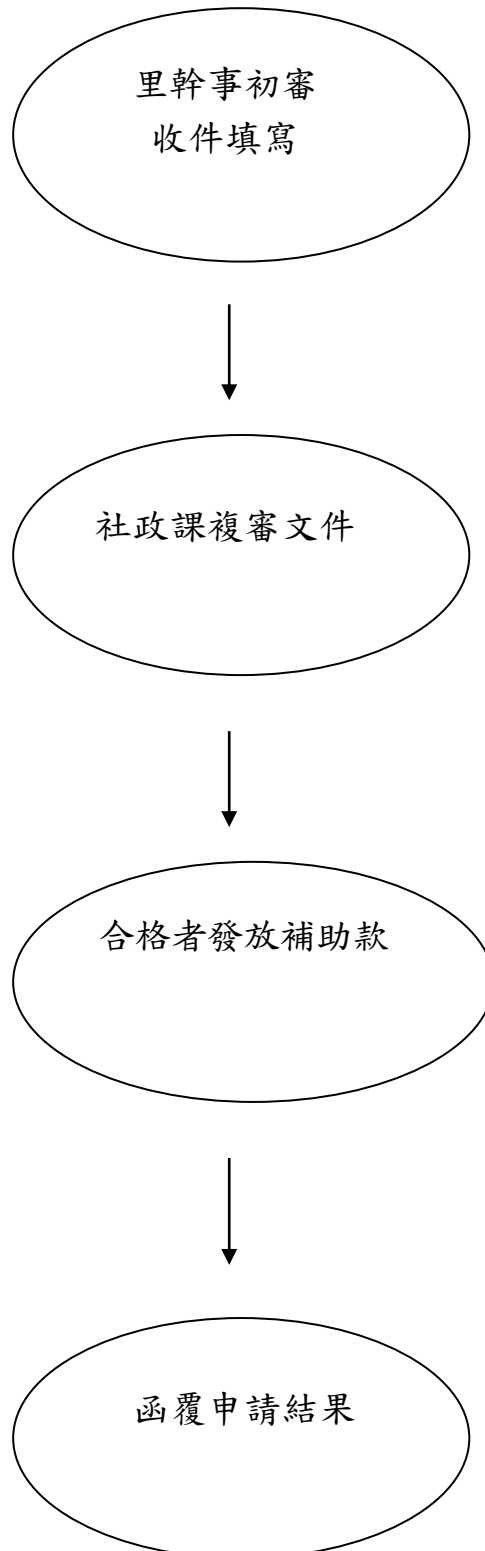 里幹事初審
收件填寫
社政課複審文件
合格者發放補助款
函覆申請結果